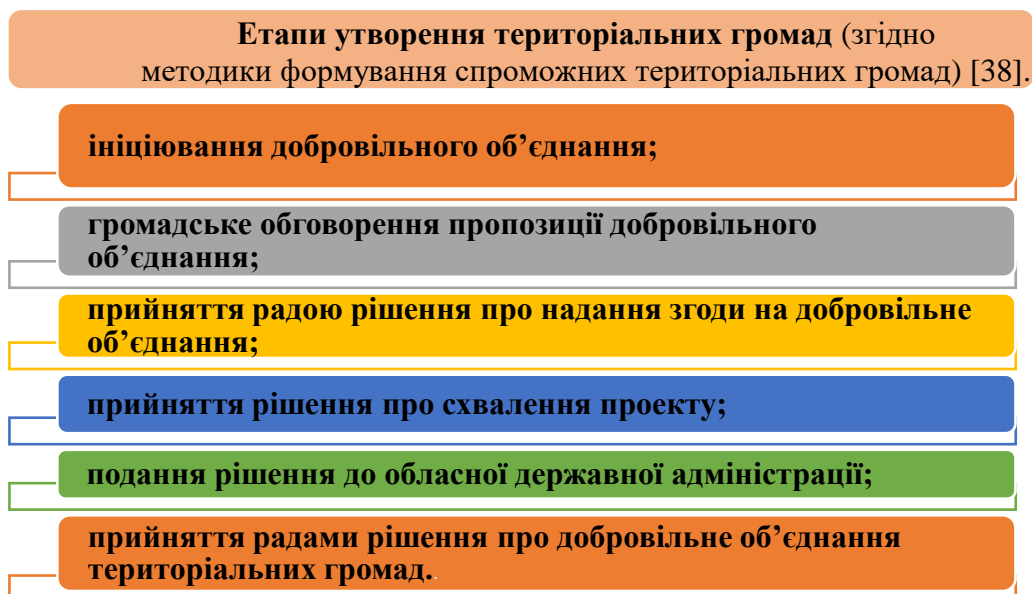 Етапи утворення територіальних громад (згідно
методики формування спроможних територіальних громад) [38].
ініціювання добровільного об’єднання;
громадське обговорення пропозиції добровільного
об’єднання;
прийняття радою рішення про надання згоди на добровільне
об’єднання;
прийняття рішення про схвалення проекту;
подання рішення до обласної державної адміністрації;
прийняття радами рішення про добровільне об’єднання
територіальних громад..